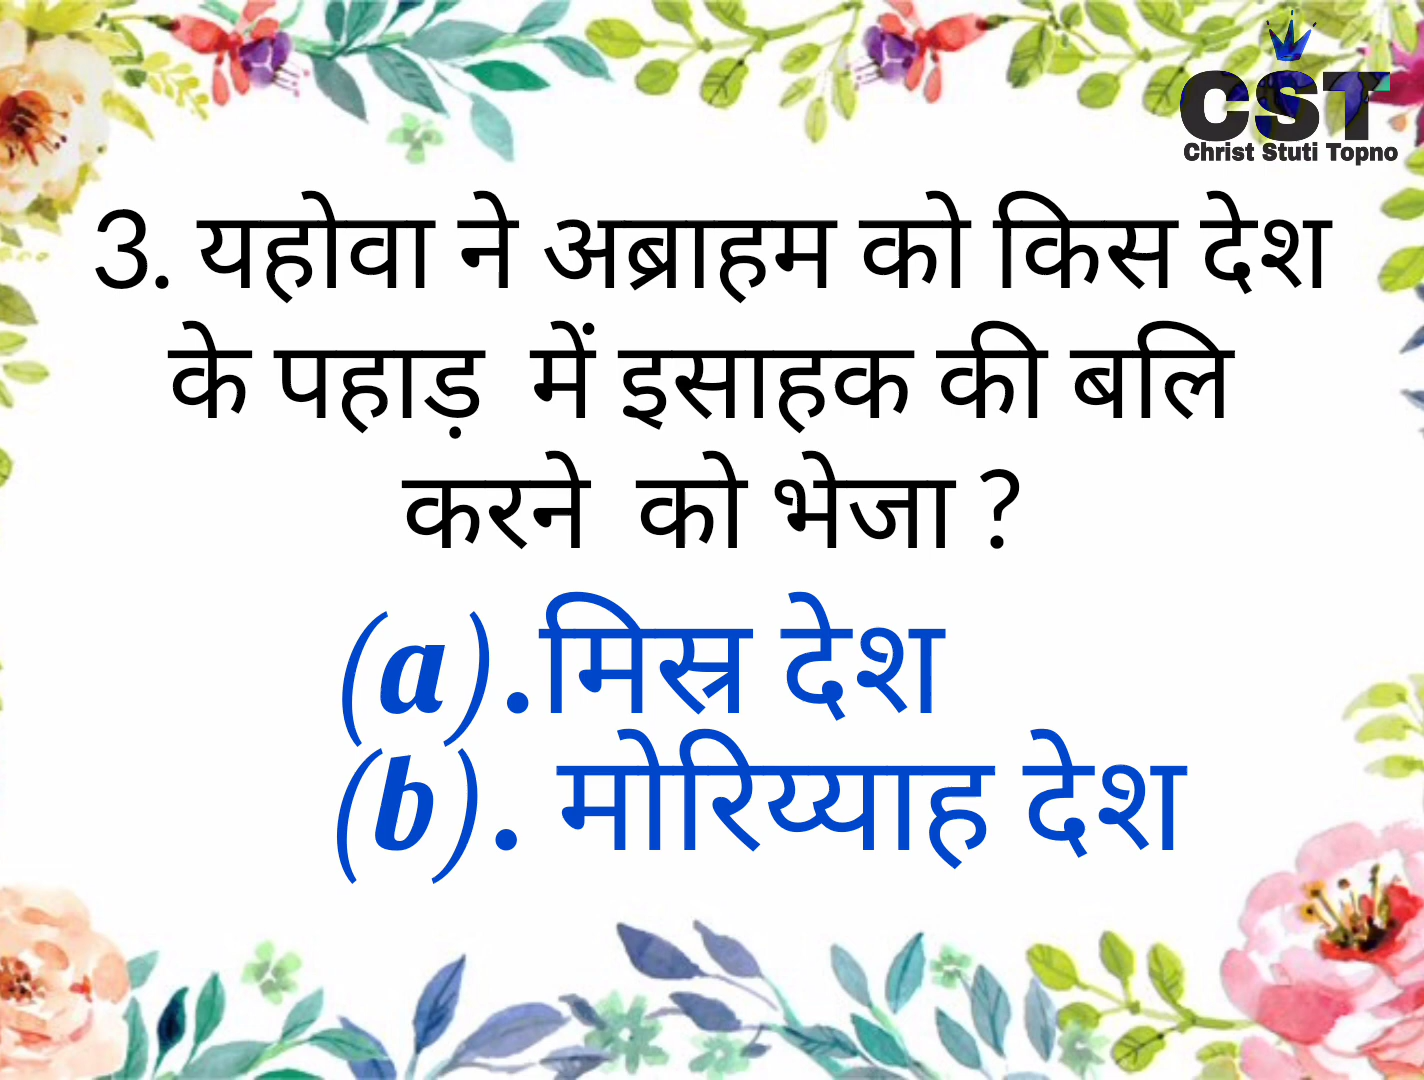 CST
Christ Stuti Topno
3. यहोवा ने अब्राहम को किस देश
के पहाड़ में इसाहक की बलि
करने को भेजा ?
(a).मिस्र देश
(b). मोरिय्याह देश